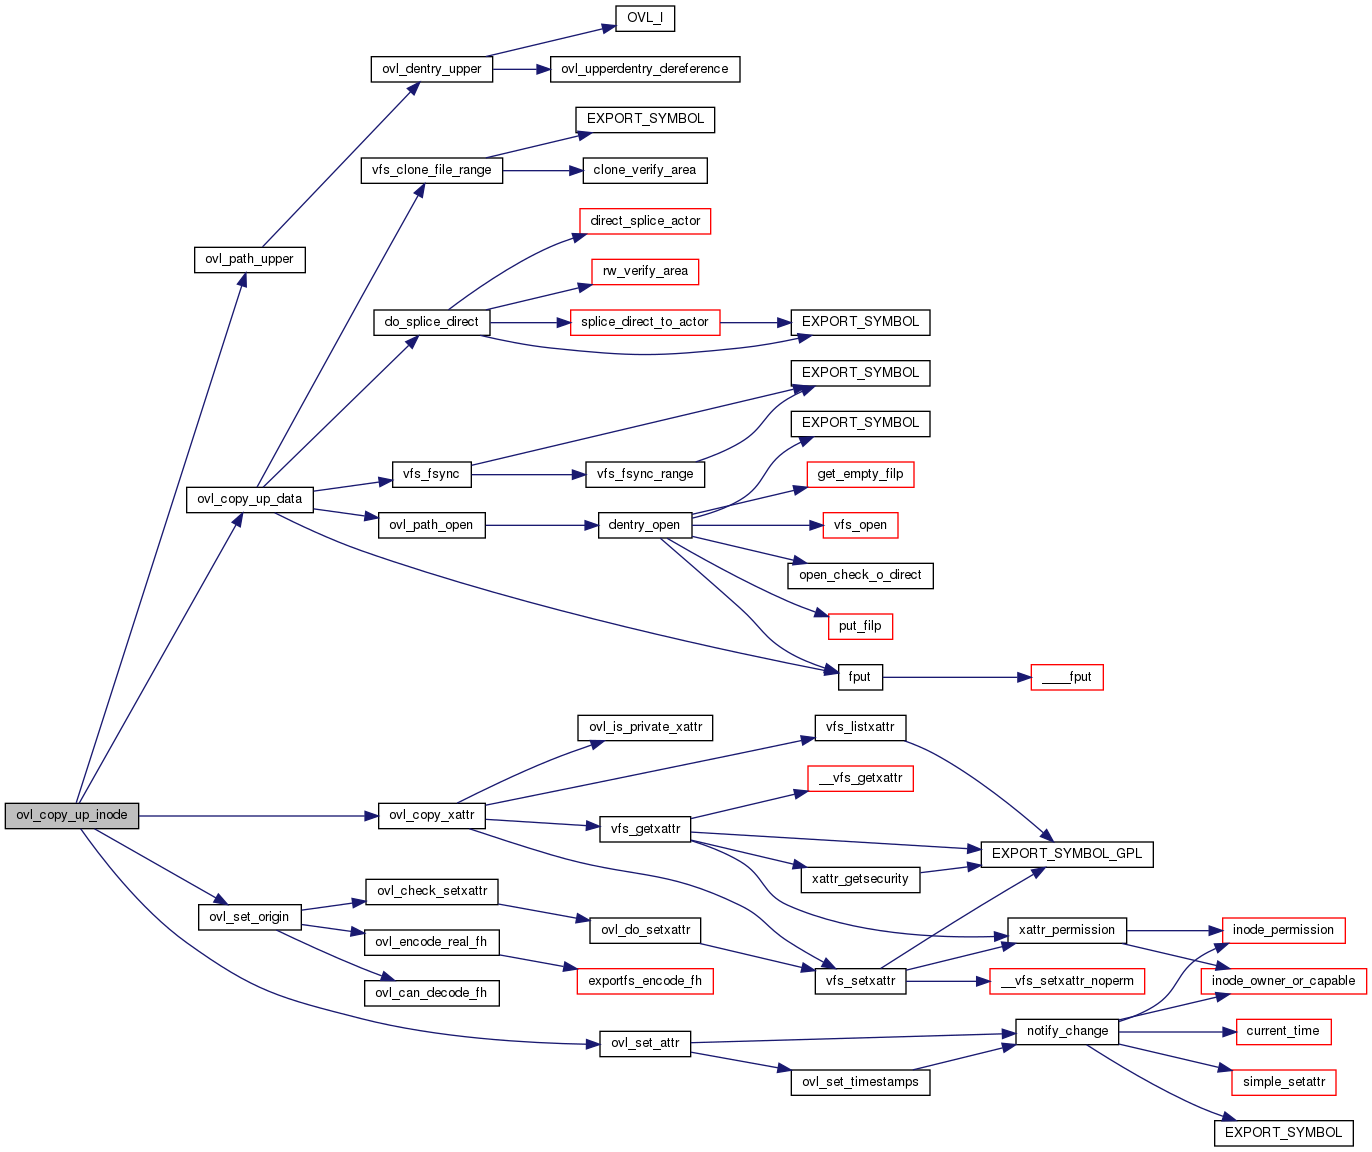 OVL_I
ovl_dentry_upper
ovl_upperdentry_dereference
EXPORT_SYMBOL
vfs_clone_file_range
clone_verify_area
direct_splice_actor
ovl_path_upper
rw_verify_area
do_splice_direct
splice_direct_to_actor
EXPORT_SYMBOL
EXPORT_SYMBOL
EXPORT_SYMBOL
vfs_fsync
vfs_fsync_range
get_empty_filp
ovl_copy_up_data
ovl_path_open
dentry_open
vfs_open
open_check_o_direct
put_filp
fput
____fput
ovl_is_private_xattr
vfs_listxattr
__vfs_getxattr
ovl_copy_up_inode
ovl_copy_xattr
vfs_getxattr
EXPORT_SYMBOL_GPL
xattr_getsecurity
ovl_check_setxattr
ovl_set_origin
ovl_do_setxattr
xattr_permission
inode_permission
ovl_encode_real_fh
exportfs_encode_fh
vfs_setxattr
__vfs_setxattr_noperm
inode_owner_or_capable
ovl_can_decode_fh
notify_change
current_time
ovl_set_attr
ovl_set_timestamps
simple_setattr
EXPORT_SYMBOL